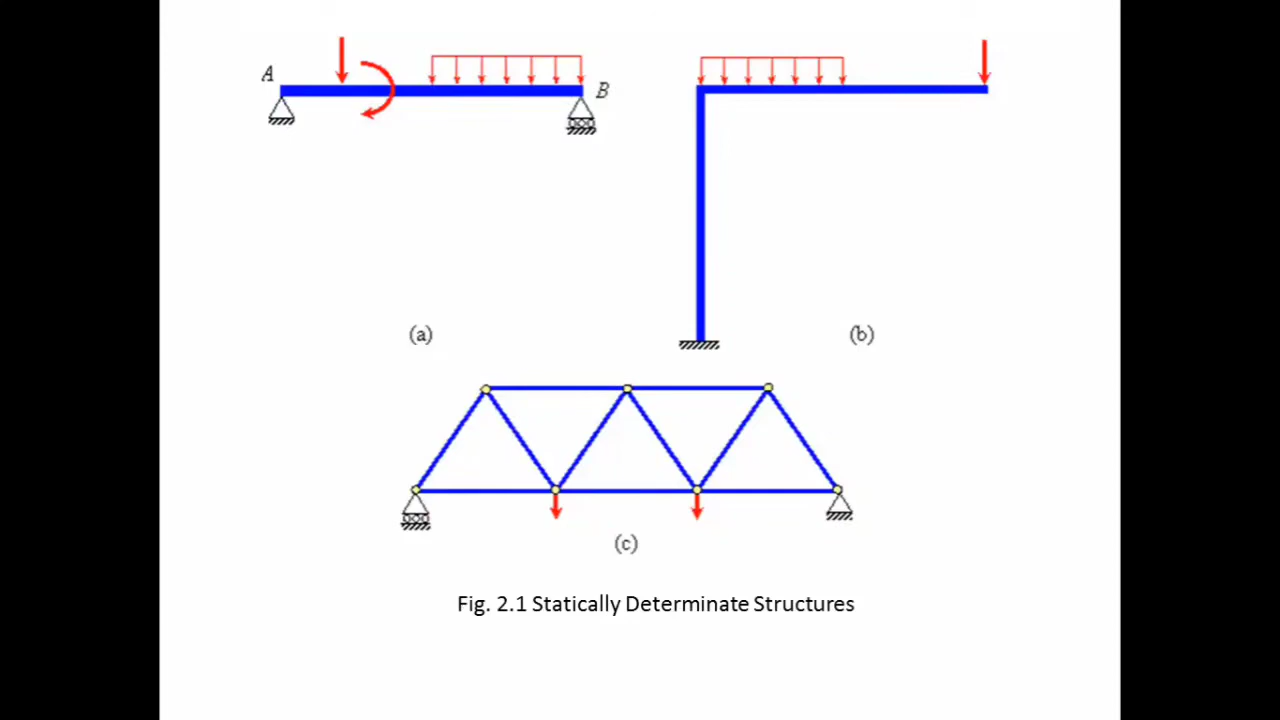 A
B
(a)
(b)
(c)
Fig. 2.1 Statically Determinate Structures